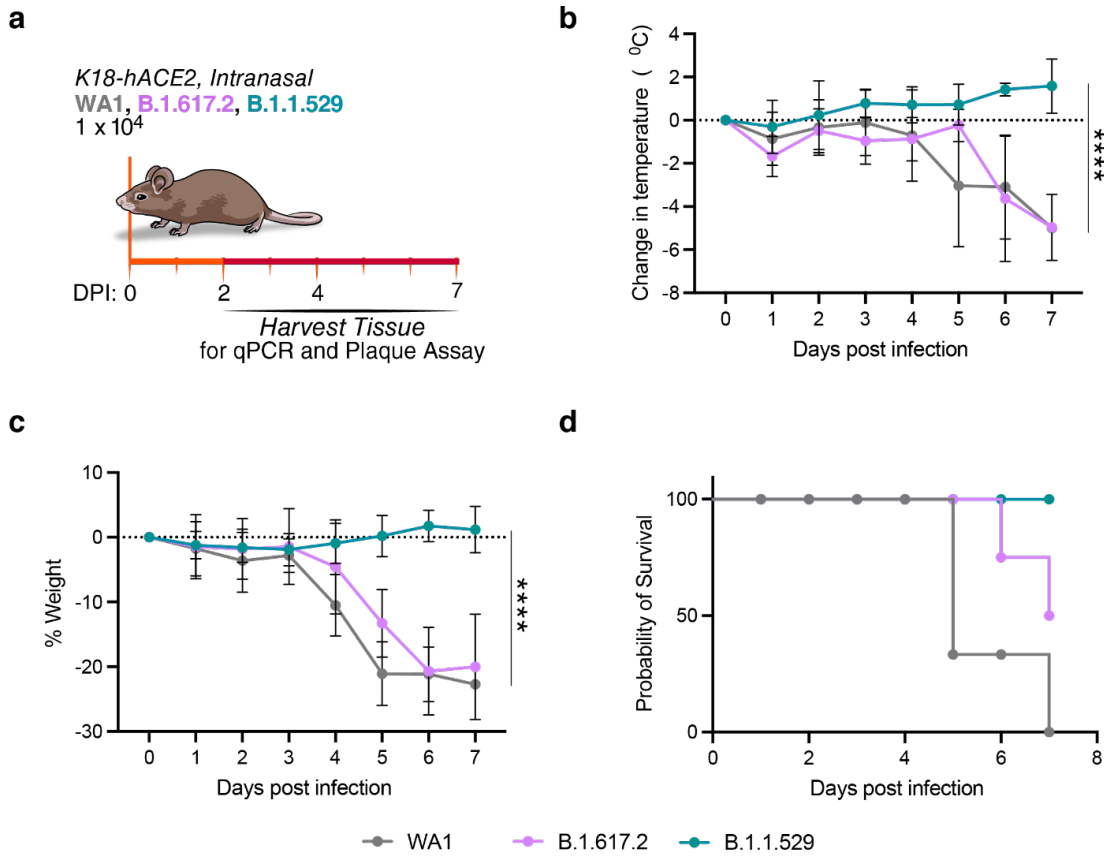 a
K18-hACE2, Intranasal
WA1, B.1.617.2, B.1.1.529
1 x 10⁴
DPI: 0 2 4 7
Harvest Tissue
for qPCR and Plaque Assay
b
Change in temperature ( ⁰C)
4
2
0
-2
-4
-6
-8
0 1 2 3 4 5 6 7
Days post infection
****
c
% Weight
10
0
-10
-20
-30
0 1 2 3 4 5 6 7
Days post infection
****
d
Probability of Survival
100
50
0
0 2 4 6 8
Days post infection
WA1 B.1.617.2 B.1.1.529